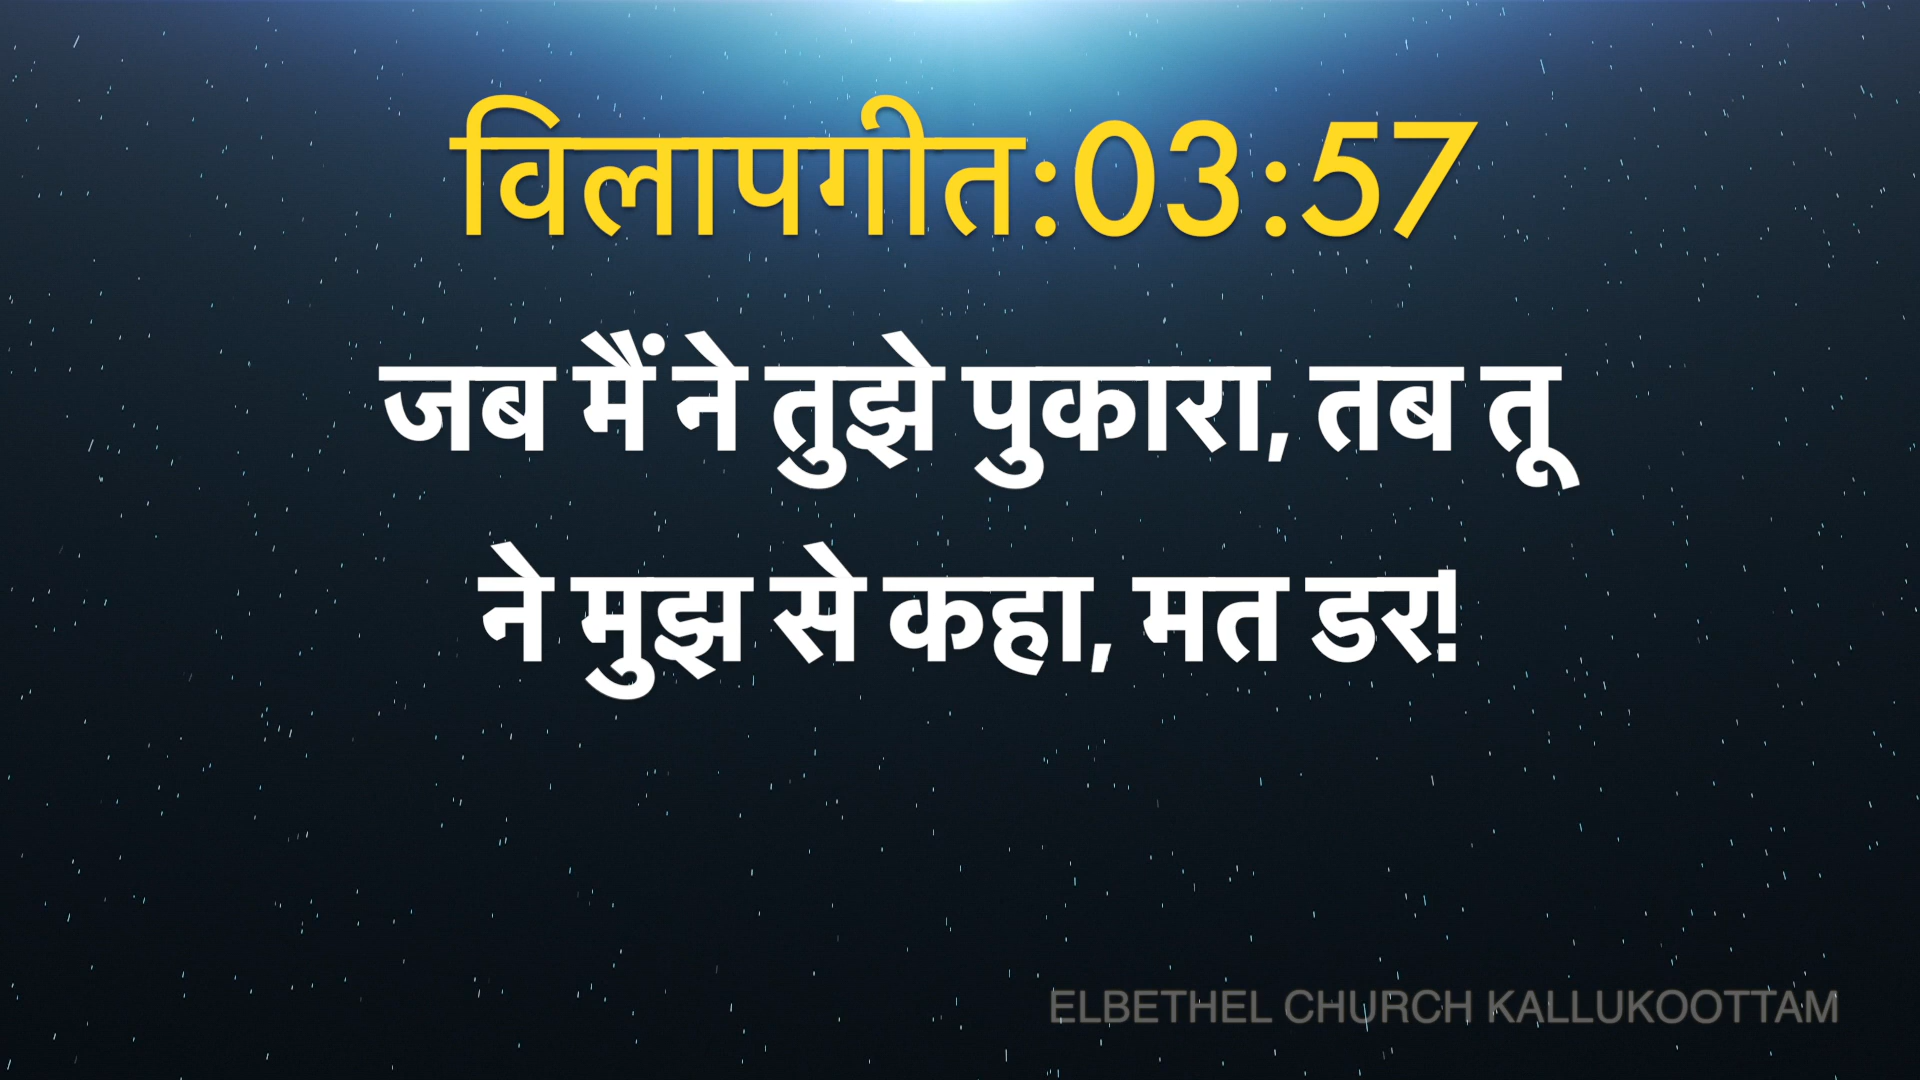 विलापगीत:03:57
जब मैं ने तुझे पुकारा, तब तू
ने मुझ से कहा, मत डर!
ELBETHEL CHURCH KALLUKOOTTAM